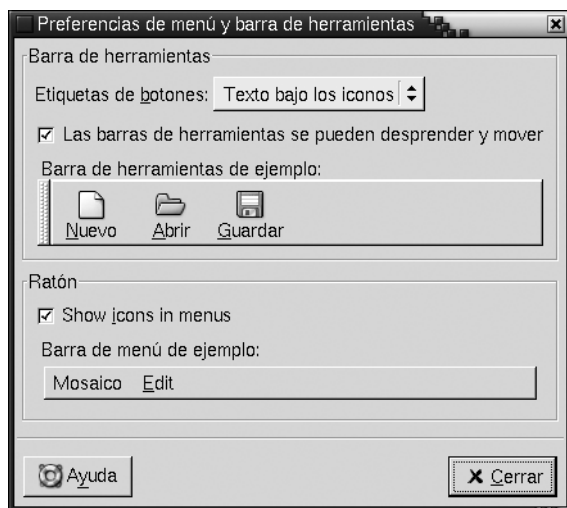 Preferencias de menú y barra de herramientas
Barra de herramientas
Etiquetas de botones: Texto bajo los iconos
Las barras de herramientas se pueden desprender y mover
Barra de herramientas de ejemplo:
Nuevo Abrir Guardar
Ratón
Show icons in menus
Barra de menú de ejemplo:
Mosaico Edit
Ayuda Cerrar